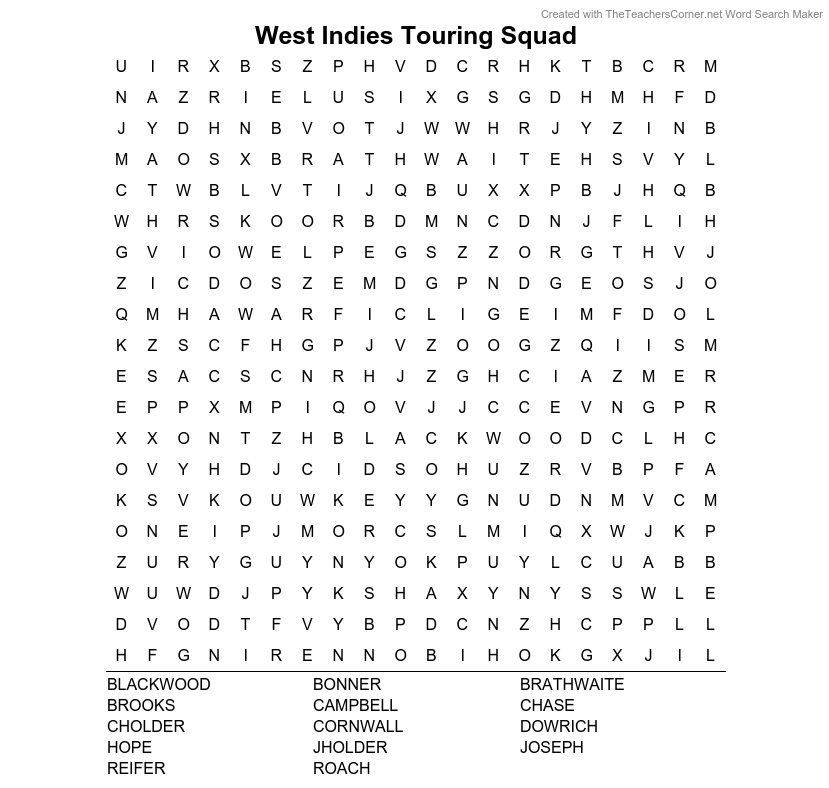 Created with TheTeachersCorner.net Word Search Maker
West Indies Touring Squad
U I R X B S Z P H V D C R H K T B C R M
N A Z R I E L U S I X G S G D H M H F D
J Y D H N B V O T J W W H R J Y Z I N B
M A O S X B R A T H W A I T E H S V Y L
C T W B L V T I J Q B U X X P B J H Q B
W H R S K O O R B D M N C D N J F L I H
G V I O W E L P E G S Z Z O R G T H V J
Z I C D O S Z E M D G P N D G E O S J O
Q M H A W A R F I C L I G E I M F D O L
K Z S C F H G P J V Z O O G Z Q I I S M
E S A C S C N R H J Z G H C I A Z M E R
E P P X M P I Q O V J J C C E V N G P R
X X O N T Z H B L A C K W O O D C L H C
O V Y H D J C I D S O H U Z R V B P F A
K S V K O U W K E Y Y G N U D N M V C M
O N E I P J M O R C S L M I Q X W J K P
Z U R Y G U Y N Y O K P U Y L C U A B B
W U W D J P Y K S H A X Y N Y S S W L E
D V O D T F V Y B P D C N Z H C P P L L
H F G N I R E N N O B I H O K G X J I L
BLACKWOOD BONNER BRATHWAITE
BROOKS CAMPBELL CHASE
CHOLDER CORNWALL DOWRICH
HOPE JHOLDER JOSEPH
REIFER ROACH